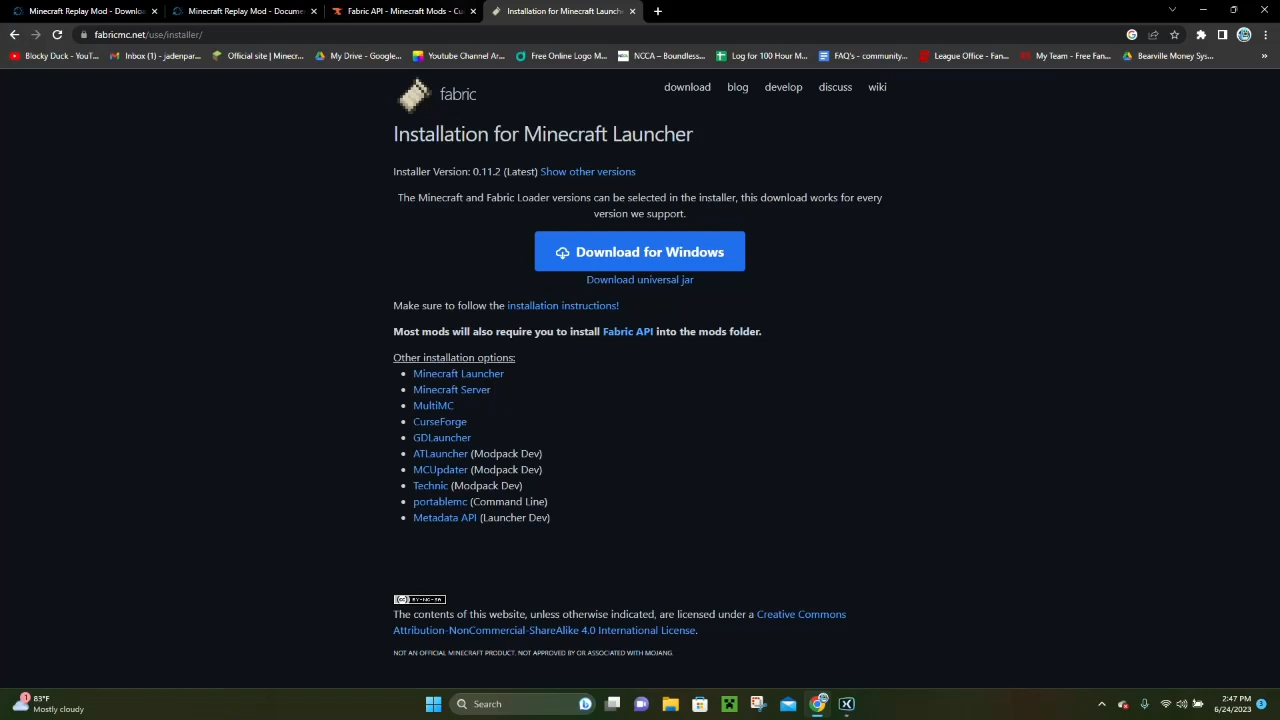 Minecraft Replay Mod - Downloa
Minecraft Replay Mod - Docume
Fabric API - Minecraft Mods - Cu
Installation for Minecraft Launch
fabricmc.net/use/installer/
Blocky Duck - YouT...
Inbox (1) - jadenpar...
Official site | Minecr...
My Drive - Google...
Youtube Channel Ar...
Free Online Logo M...
NCCA – Boundless...
Log for 100 Hour M...
FAQ's - community...
League Office - Fan...
My Team - Free Fan...
Bearville Money Sys...
»
fabric
download
blog
develop
discuss
wiki
Installation for Minecraft Launcher
Installer Version: 0.11.2 (Latest) Show other versions
The Minecraft and Fabric Loader versions can be selected in the installer, this download works for every
version we support.
Download for Windows
Download universal jar
Make sure to follow the installation instructions!
Most mods will also require you to install Fabric API into the mods folder.
Other installation options:
Minecraft Launcher
Minecraft Server
MultiMC
CurseForge
GDLauncher
ATLauncher (Modpack Dev)
MCUpdater (Modpack Dev)
Technic (Modpack Dev)
portablemc (Command Line)
Metadata API (Launcher Dev)
BY-NC-SA
The contents of this website, unless otherwise indicated, are licensed under a Creative Commons
Attribution-NonCommercial-ShareAlike 4.0 International License.
NOT AN OFFICIAL MINECRAFT PRODUCT. NOT APPROVED BY OR ASSOCIATED WITH MOJANG.
1
83°F
Mostly cloudy
Search
2:47 PM
6/24/2023
3